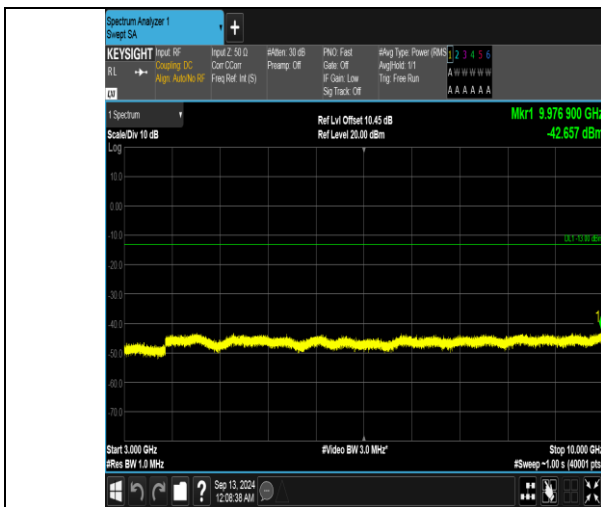 Spectrum Analyzer 1
Swept SA
+
KEYSIGHT
RL
Input: RF
Coupling: DC
Align: Auto/No RF
Input Z: 50 Ω
Corr CCorr
Freq Ref: Int (S)
#Atten: 30 dB
Preamp: Off
PNO: Fast
Gate: Off
IF Gain: Low
Sig Track: Off
#Avg Type: Power (RMS
Avg|Hold: 1/1
Trig: Free Run
1 2 3 4 5 6
A W W W W W
A A A A A A
1 Spectrum
Scale/Div 10 dB
Log
Ref Lvl Offset 10.45 dB
Ref Level 20.00 dBm
Mkr1 9.976 900 GHz
-42.657 dBm
10.0
0.00
-10.0
DL1 -13.00 dBm
-20.0
-30.0
-40.0
1
-50.0
-60.0
-70.0
Start 3.000 GHz
#Video BW 3.0 MHz*
Stop 10.000 GHz
#Res BW 1.0 MHz
#Sweep ~1.00 s (40001 pts
?
Sep 13, 2024
12:08:38 AM